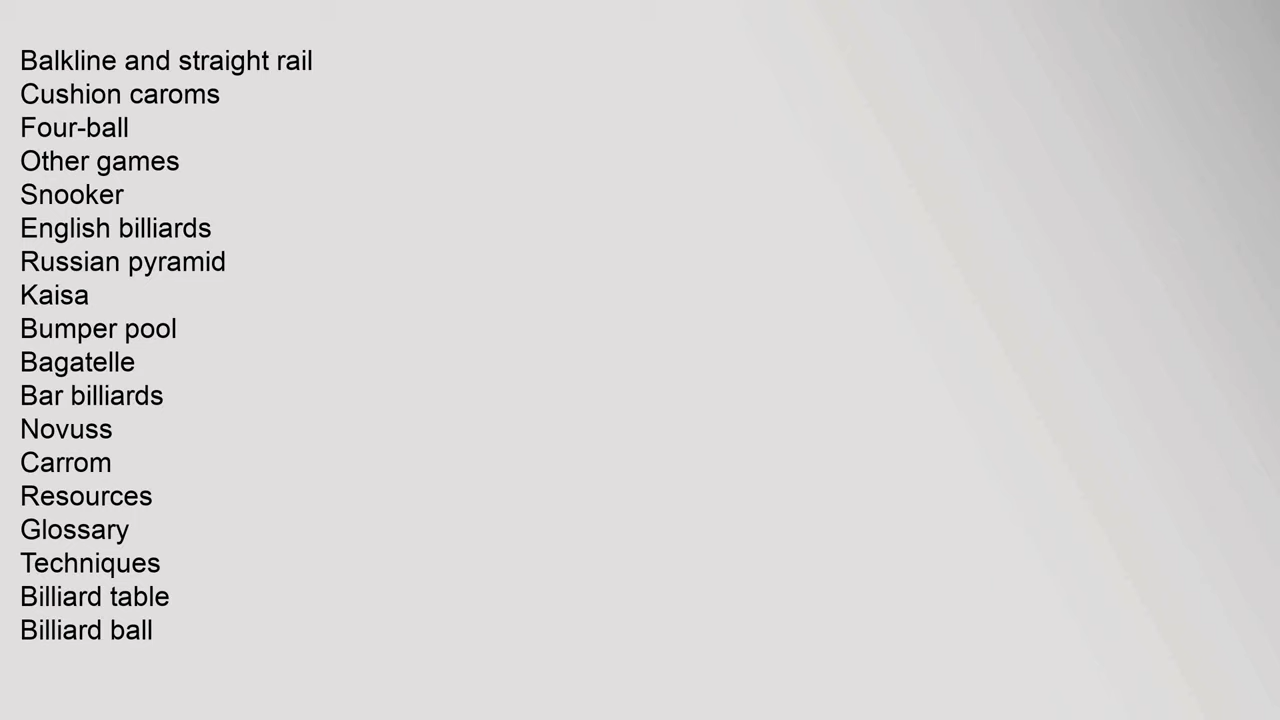 Balkline and straight rail
Cushion caroms
Four-ball
Other games
Snooker
English billiards
Russian pyramid
Kaisa
Bumper pool
Bagatelle
Bar billiards
Novuss
Carrom
Resources
Glossary
Techniques
Billiard table
Billiard ball